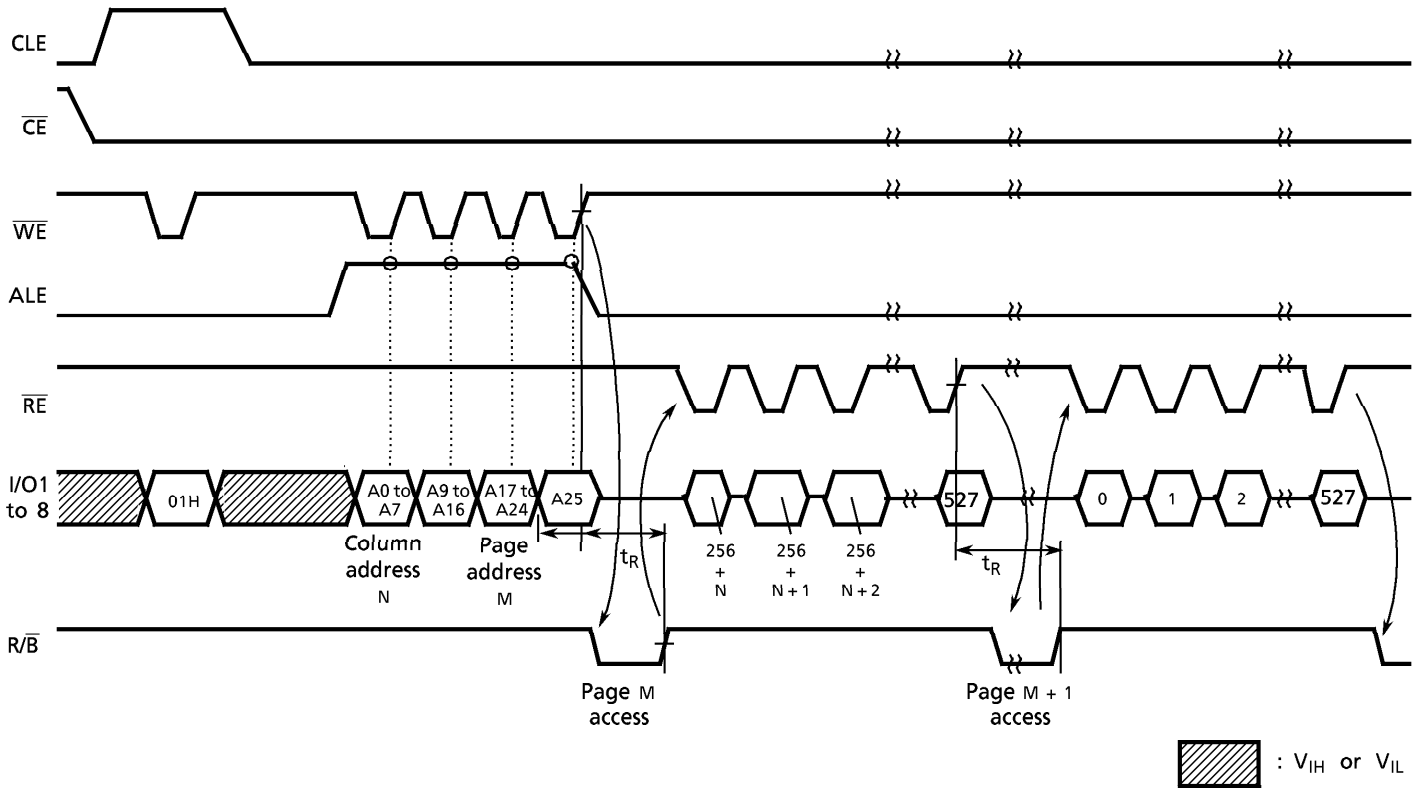 CLE
CE
WE
ALE
RE
I/O1
to 8
01H
A0 to
A7
A9 to
A16
A17 to
A24
A25
527
0
1
2
527
Column
address
N
Page
address
M
tR
256
+
N
256
+
N + 1
256
+
N + 2
tR
R/B
Page M
access
Page M + 1
access
: VIH or VIL